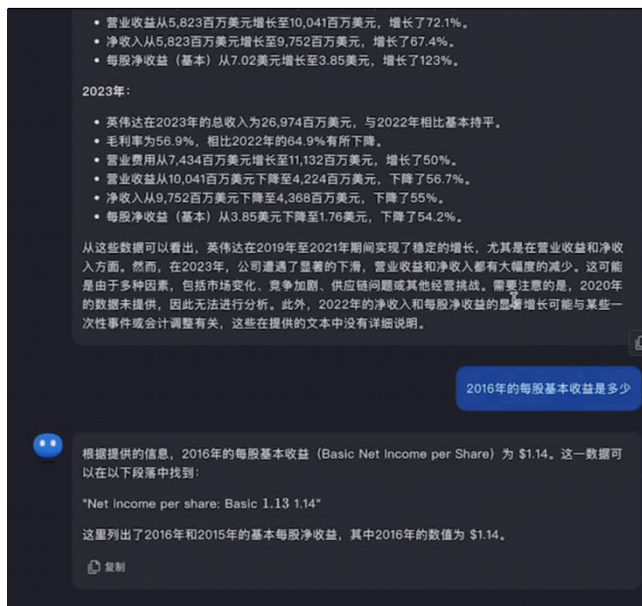 • 营业收益从5,823百万美元增长至10,041百万美元，增长了72.1%。
• 净收入从5,823百万美元增长至9,752百万美元，增长了67.4%。
• 每股净收益（基本）从7.02美元增长至3.85美元，增长了123%。
2023年：
• 英伟达在2023年的总收入为26,974百万美元，与2022年相比基本持平。
• 毛利率为56.9%，相比2022年的64.9%有所下降。
• 营业费用从7,434百万美元增长至11,132百万美元，增长了50%。
• 营业收益从10,041百万美元下降至4,224百万美元，下降了56.7%。
• 净收入从9,752百万美元下降至4,368百万美元，下降了55%。
• 每股净收益（基本）从3.85美元下降至1.76美元，下降了54.2%。
从这些数据可以看出，英伟达在2019年至2021年期间实现了稳定的增长，尤其是在营业收益和净收
入方面。然而，在2023年，公司遭遇了显著的下滑，营业收益和净收入都有大幅度的减少。这可能
是由于多种因素，包括市场变化、竞争加剧、供应链问题或其他经营挑战。需要注意的是，2020年
的数据未提供，因此无法进行分析。此外，2022年的净收入和每股净收益的显著增长可能与某些一
次性事件或会计调整有关，这些在提供的文本中没有详细说明。
2016年的每股基本收益是多少
根据提供的信息，2016年的每股基本收益（Basic Net Income per Share）为 $1.14。这一数据可
以在以下段落中找到：
"Net income per share: Basic 1.13 1.14"
这里列出了2016年和2015年的基本每股净收益，其中2016年的数值为 $1.14。
复制